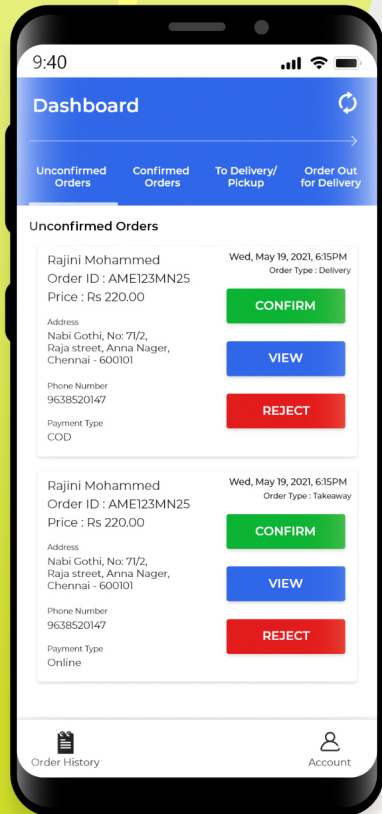 9:40
Dashboard
Unconfirmed Orders
Confirmed Orders
To Delivery/ Pickup
Order Out for Delivery
Unconfirmed Orders
Rajini Mohammed
Order ID : AME123MN25
Price : Rs 220.00
Address
Nabi Gothi, No: 71/2,
Raja street, Anna Nager,
Chennai - 600101
Phone Number
9638520147
Payment Type
COD
Wed, May 19, 2021, 6:15PM
Order Type : Delivery
CONFIRM
VIEW
REJECT
Rajini Mohammed
Order ID : AME123MN25
Price : Rs 220.00
Address
Nabi Gothi, No: 71/2,
Raja street, Anna Nager,
Chennai - 600101
Phone Number
9638520147
Payment Type
Online
Wed, May 19, 2021, 6:15PM
Order Type : Takeaway
CONFIRM
VIEW
REJECT
Order History
Account